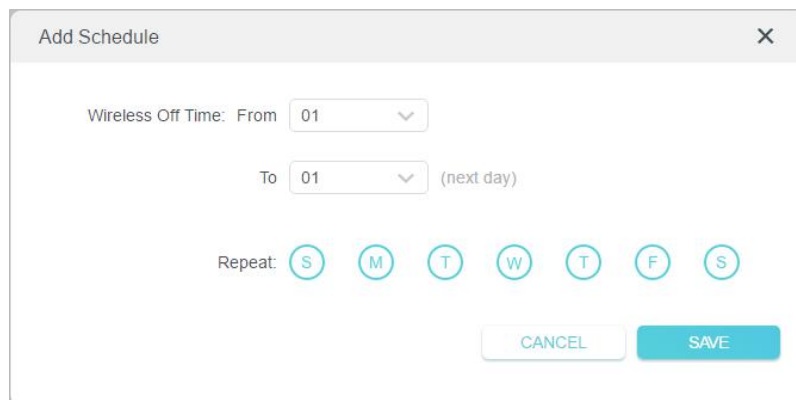 Add Schedule
Wireless Off Time: From 01
To 01 (next day)
Repeat: S M T W T F S
CANCEL SAVE